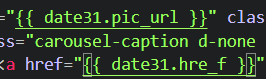 ="{{ date31.pic_url }}" clas
ss="carousel-caption d-none
<a href="{{ date31.hre_f }}"